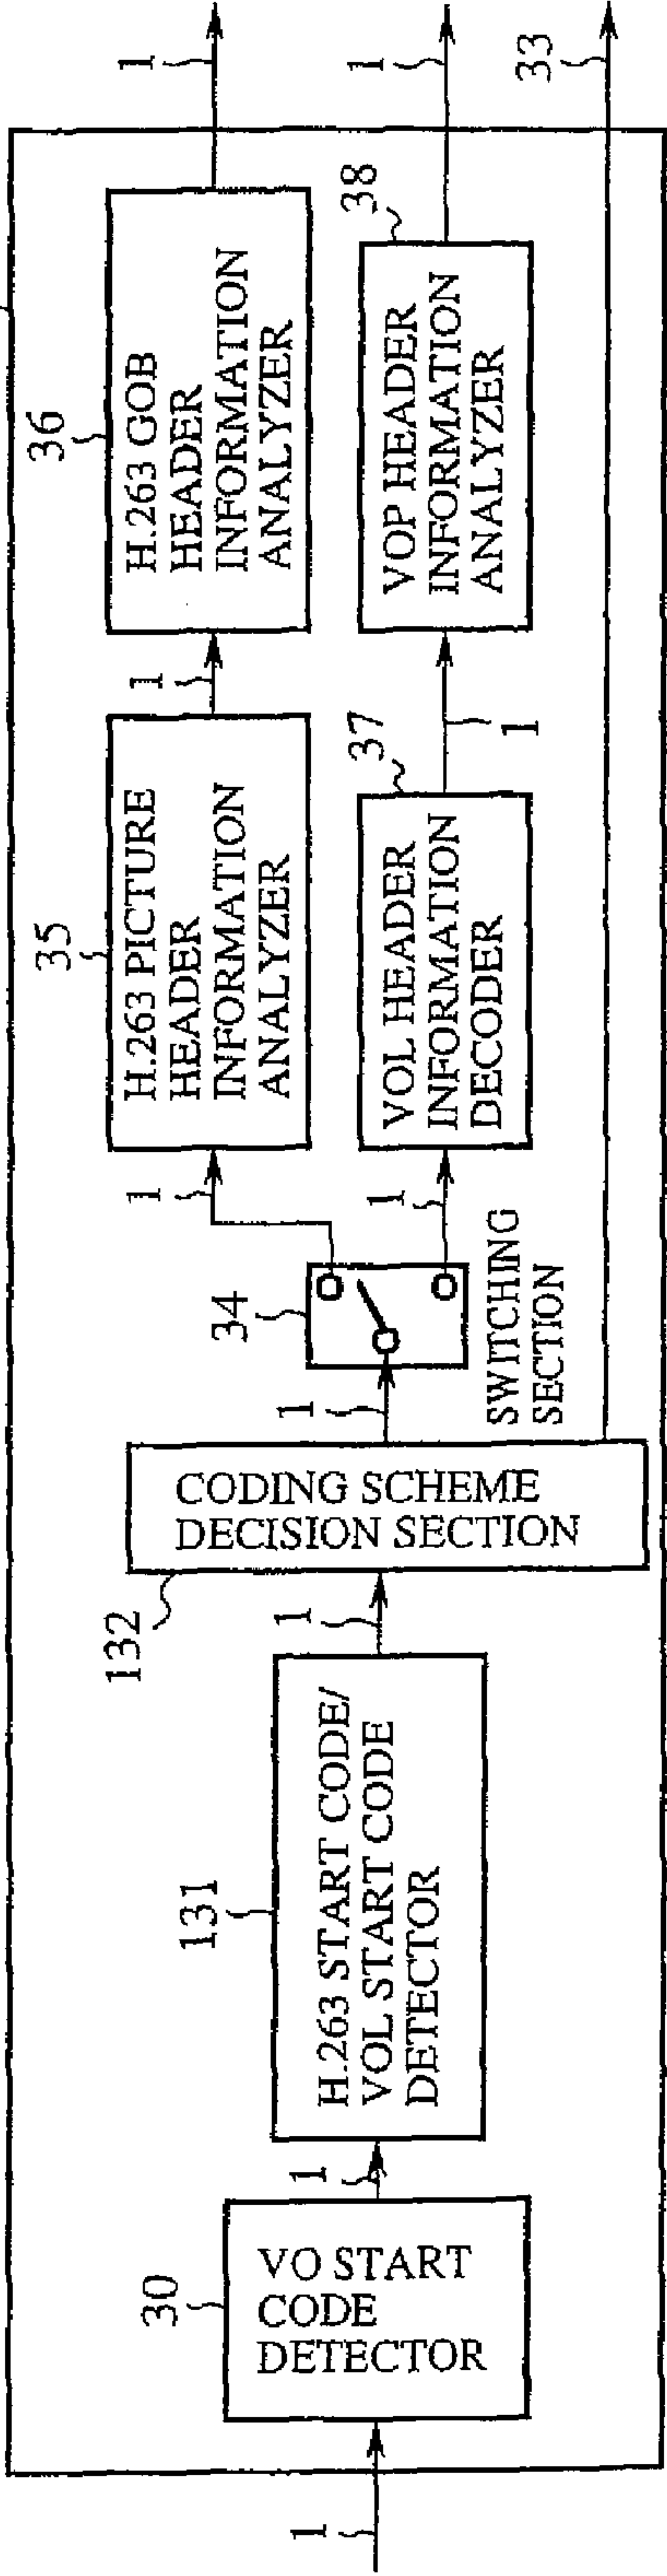 1
30
VO START
CODE
DETECTOR
1
131
H.263 START CODE/
VOL START CODE
DETECTOR
1
132
CODING SCHEME
DECISION SECTION
1
34
SWITCHING
SECTION
1
35
H.263 PICTURE
HEADER
INFORMATION
ANALYZER
1
36
H.263 GOB
HEADER
INFORMATION
ANALYZER
1
1
37
VOL HEADER
INFORMATION
DECODER
1
38
VOP HEADER
INFORMATION
ANALYZER
1
33